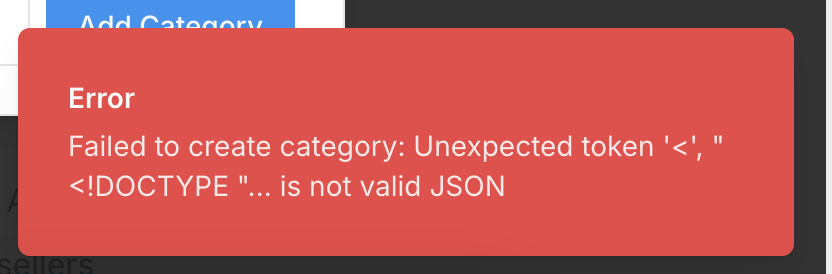 Add Category
Error
Failed to create category: Unexpected token '<', "
<!DOCTYPE "... is not valid JSON
sellers